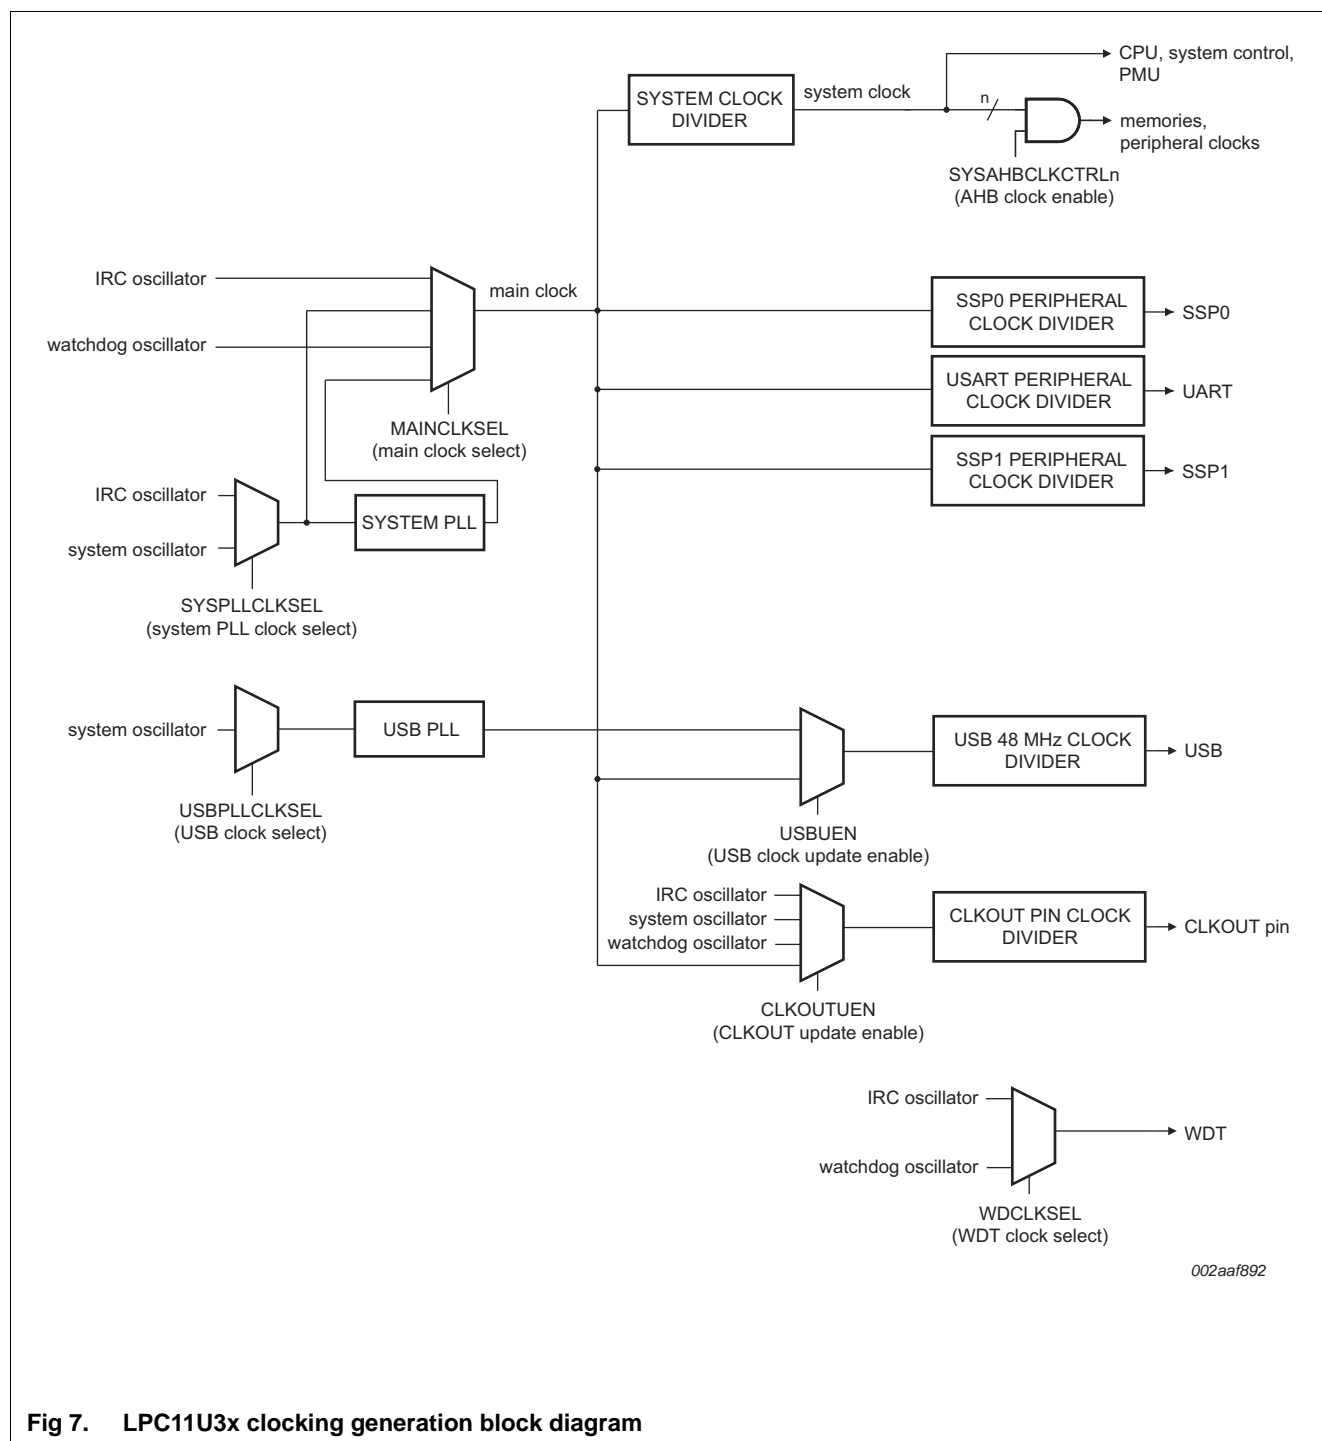 CPU, system control,
PMU
SYSTEM CLOCK
DIVIDER
system clock
n
memories,
peripheral clocks
SYSAHBCLKCTRLn
(AHB clock enable)
IRC oscillator
main clock
watchdog oscillator
MAINCLKSEL
(main clock select)
SSP0 PERIPHERAL
CLOCK DIVIDER
SSP0
USART PERIPHERAL
CLOCK DIVIDER
UART
SSP1 PERIPHERAL
CLOCK DIVIDER
SSP1
IRC oscillator
system oscillator
SYSTEM PLL
SYSPLLCLKSEL
(system PLL clock select)
system oscillator
USB PLL
USBPLLCLKSEL
(USB clock select)
USB 48 MHz CLOCK
DIVIDER
USB
USBUEN
(USB clock update enable)
IRC oscillator
system oscillator
watchdog oscillator
CLKOUT PIN CLOCK
DIVIDER
CLKOUT pin
CLKOUTUEN
(CLKOUT update enable)
IRC oscillator
watchdog oscillator
WDT
WDCLKSEL
(WDT clock select)
002aaf892
Fig 7. LPC11U3x clocking generation block diagram